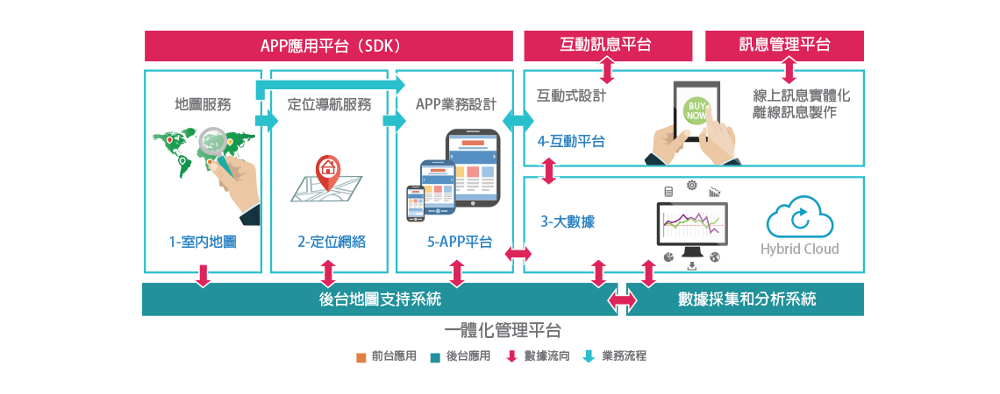 APP應用平台（SDK）
互動訊息平台
訊息管理平台
地圖服務
定位導航服務
APP業務設計
互動式設計
BUY
NOW
線上訊息實體化
離線訊息製作
4-互動平台
1-室內地圖
2-定位網絡
5-APP平台
3-大數據
Hybrid Cloud
後台地圖支持系統
數據採集和分析系統
一體化管理平台
前台應用
後台應用
數據流向
業務流程